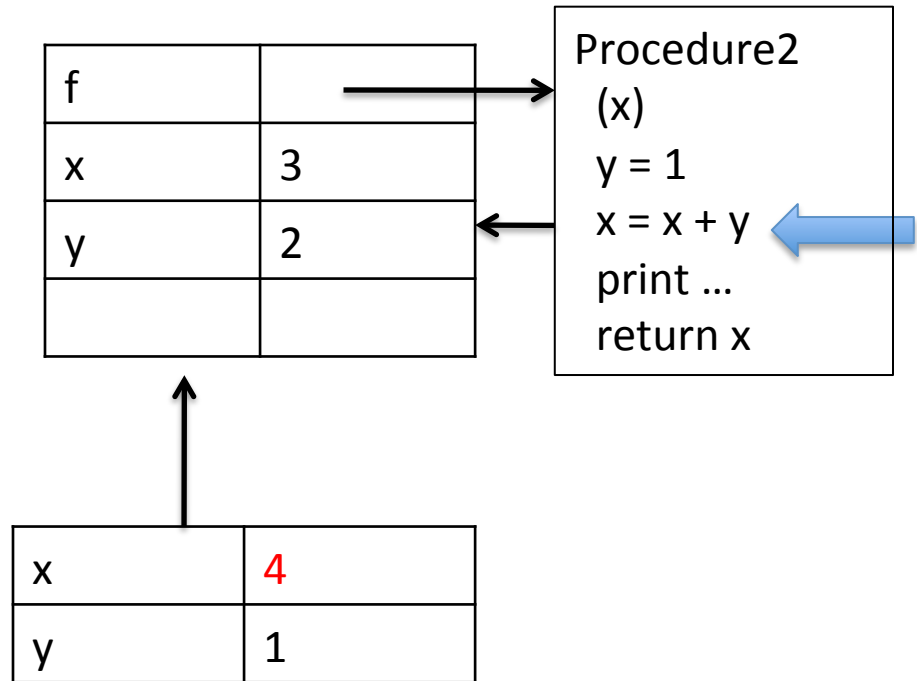 f
x 3
y 2
Procedure2
(x)
y = 1
x = x + y
print …
return x
x 4
y 1